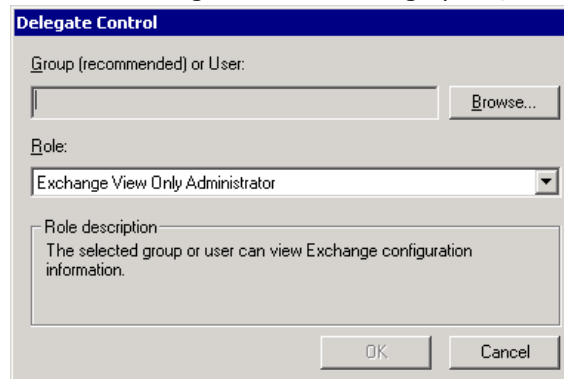 Delegate Control
Group (recommended) or User:
Browse...
Role:
Exchange View Only Administrator
Role description
The selected group or user can view Exchange configuration
information.
OK
Cancel